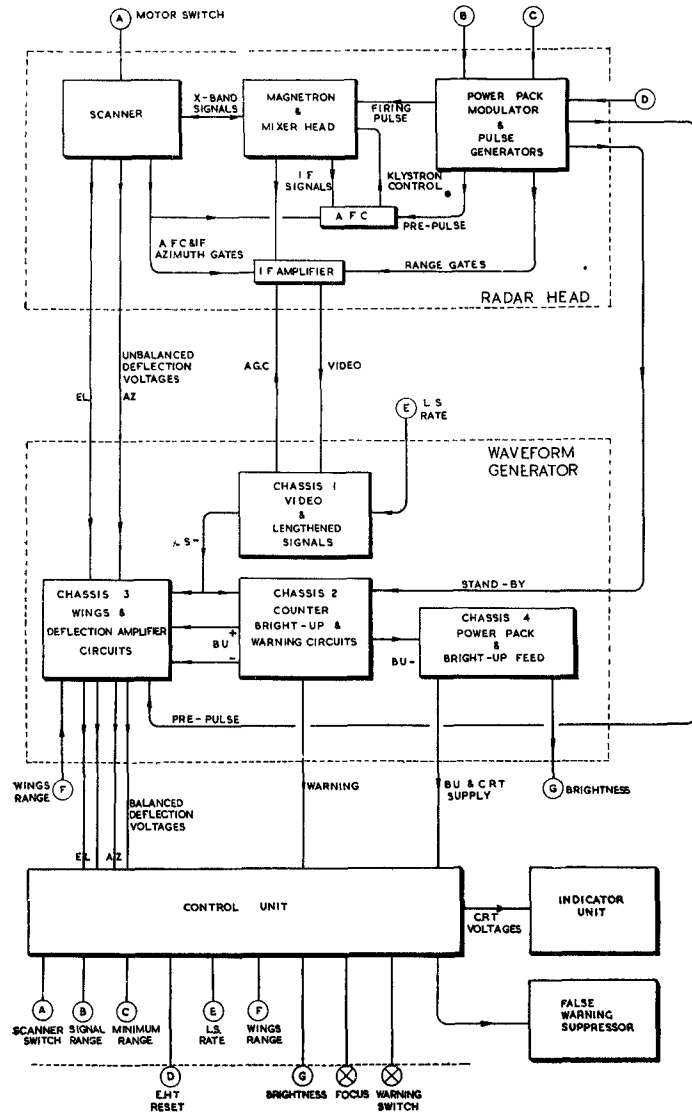 A MOTOR SWITCH
B
C
SCANNER
X-BAND
SIGNALS
MAGNETRON
&
MIXER HEAD
FIRING
PULSE
POWER PACK
MODULATOR
&
PULSE
GENERATORS
D
I F
SIGNALS
KLYSTRON
CONTROL
A F C
PRE-PULSE
A F C & I F
AZIMUTH GATES
I F AMPLIFIER
RANGE GATES
RADAR HEAD
UNBALANCED
DEFLECTION
VOLTAGES
EL
AZ
A.G.C
VIDEO
E L S
RATE
WAVEFORM
GENERATOR
CHASSIS 1
VIDEO
&
LENGTHENED
SIGNALS
LS-
STAND-BY
CHASSIS 3
WINGS &
DEFLECTION AMPLIFIER
CIRCUITS
BU
+
-
CHASSIS 2
COUNTER
BRIGHT-UP &
WARNING CIRCUITS
BU-
CHASSIS 4
POWER PACK
&
BRIGHT-UP FEED
PRE-PULSE
WINGS
RANGE F
BALANCED
DEFLECTION
VOLTAGES
EL AZ
WARNING
BU & CRT
SUPPLY
G BRIGHTNESS
CONTROL UNIT
C.R.T
VOLTAGES
INDICATOR
UNIT
A
SCANNER
SWITCH
B
SIGNAL
RANGE
C
MINIMUM
RANGE
E
L.S.
RATE
F
WINGS
RANGE
FALSE
WARNING
SUPPRESSOR
D
E.H.T
RESET
G
BRIGHTNESS
FOCUS
WARNING
SWITCH